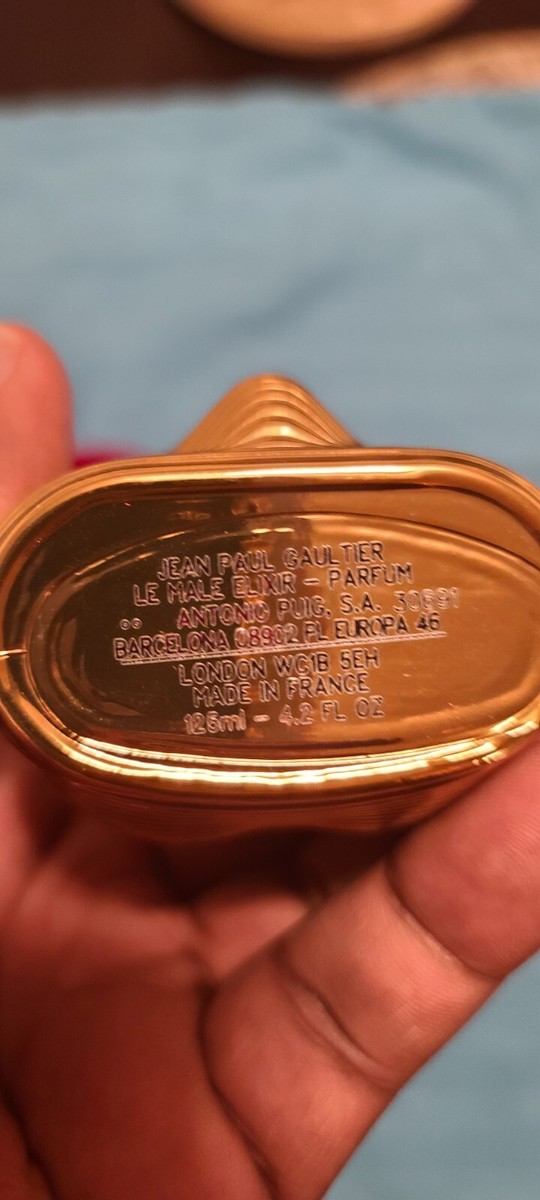 JEAN PAUL GAULTIER
LE MALE ELIXIR – PARFUM
ANTONIO PUIG, S.A. 30691
BARCELONA 08902 PL EUROPA 46
LONDON WC1B 5EH
MADE IN FRANCE
125ml – 4.2 FL OZ